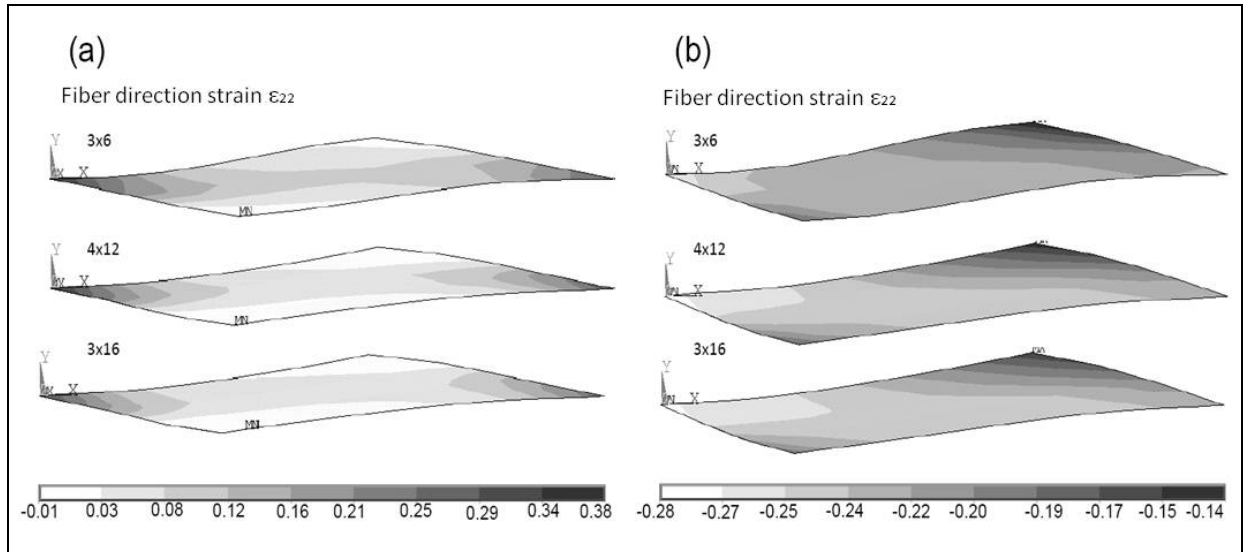 (a)
Fiber direction strain ε₂₂
Y
3x6
X
MN
Y
4x12
X
MN
Y
3x16
X
MN
-0.01 0.03 0.08 0.12 0.16 0.21 0.25 0.29 0.34 0.38
(b)
Fiber direction strain ε₂₂
Y
3x6
X
Y
4x12
X
Y
3x16
X
-0.28 -0.27 -0.25 -0.24 -0.22 -0.20 -0.19 -0.17 -0.15 -0.14